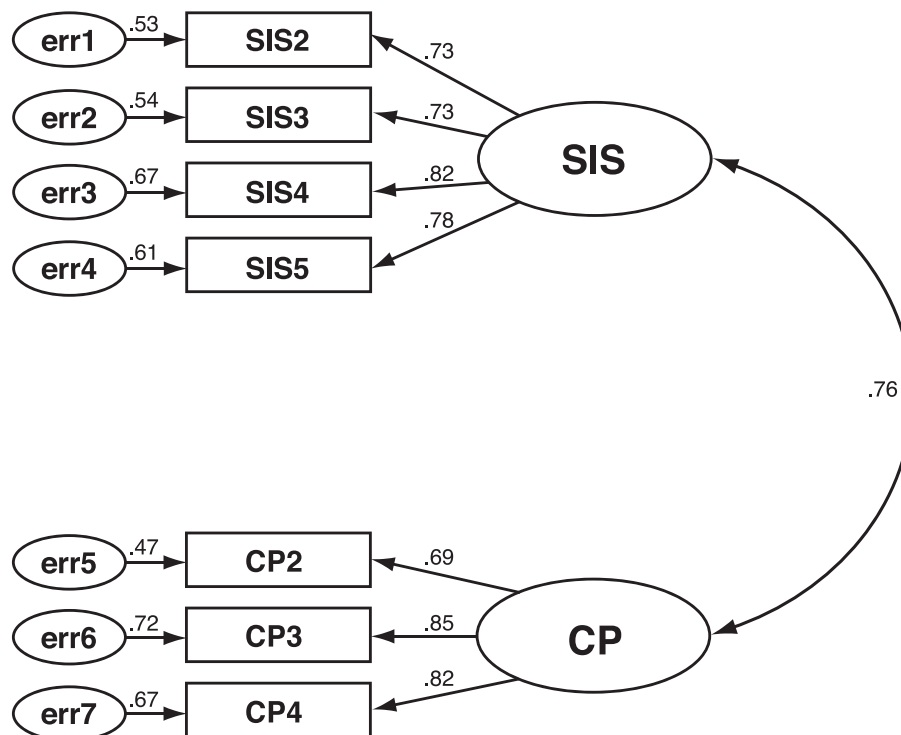 err1 .53 SIS2 .73
err2 .54 SIS3 .73
SIS
err3 .67 SIS4 .82
err4 .61 SIS5 .78
.76
err5 .47 CP2 .69
err6 .72 CP3 .85 CP
err7 .67 CP4 .82